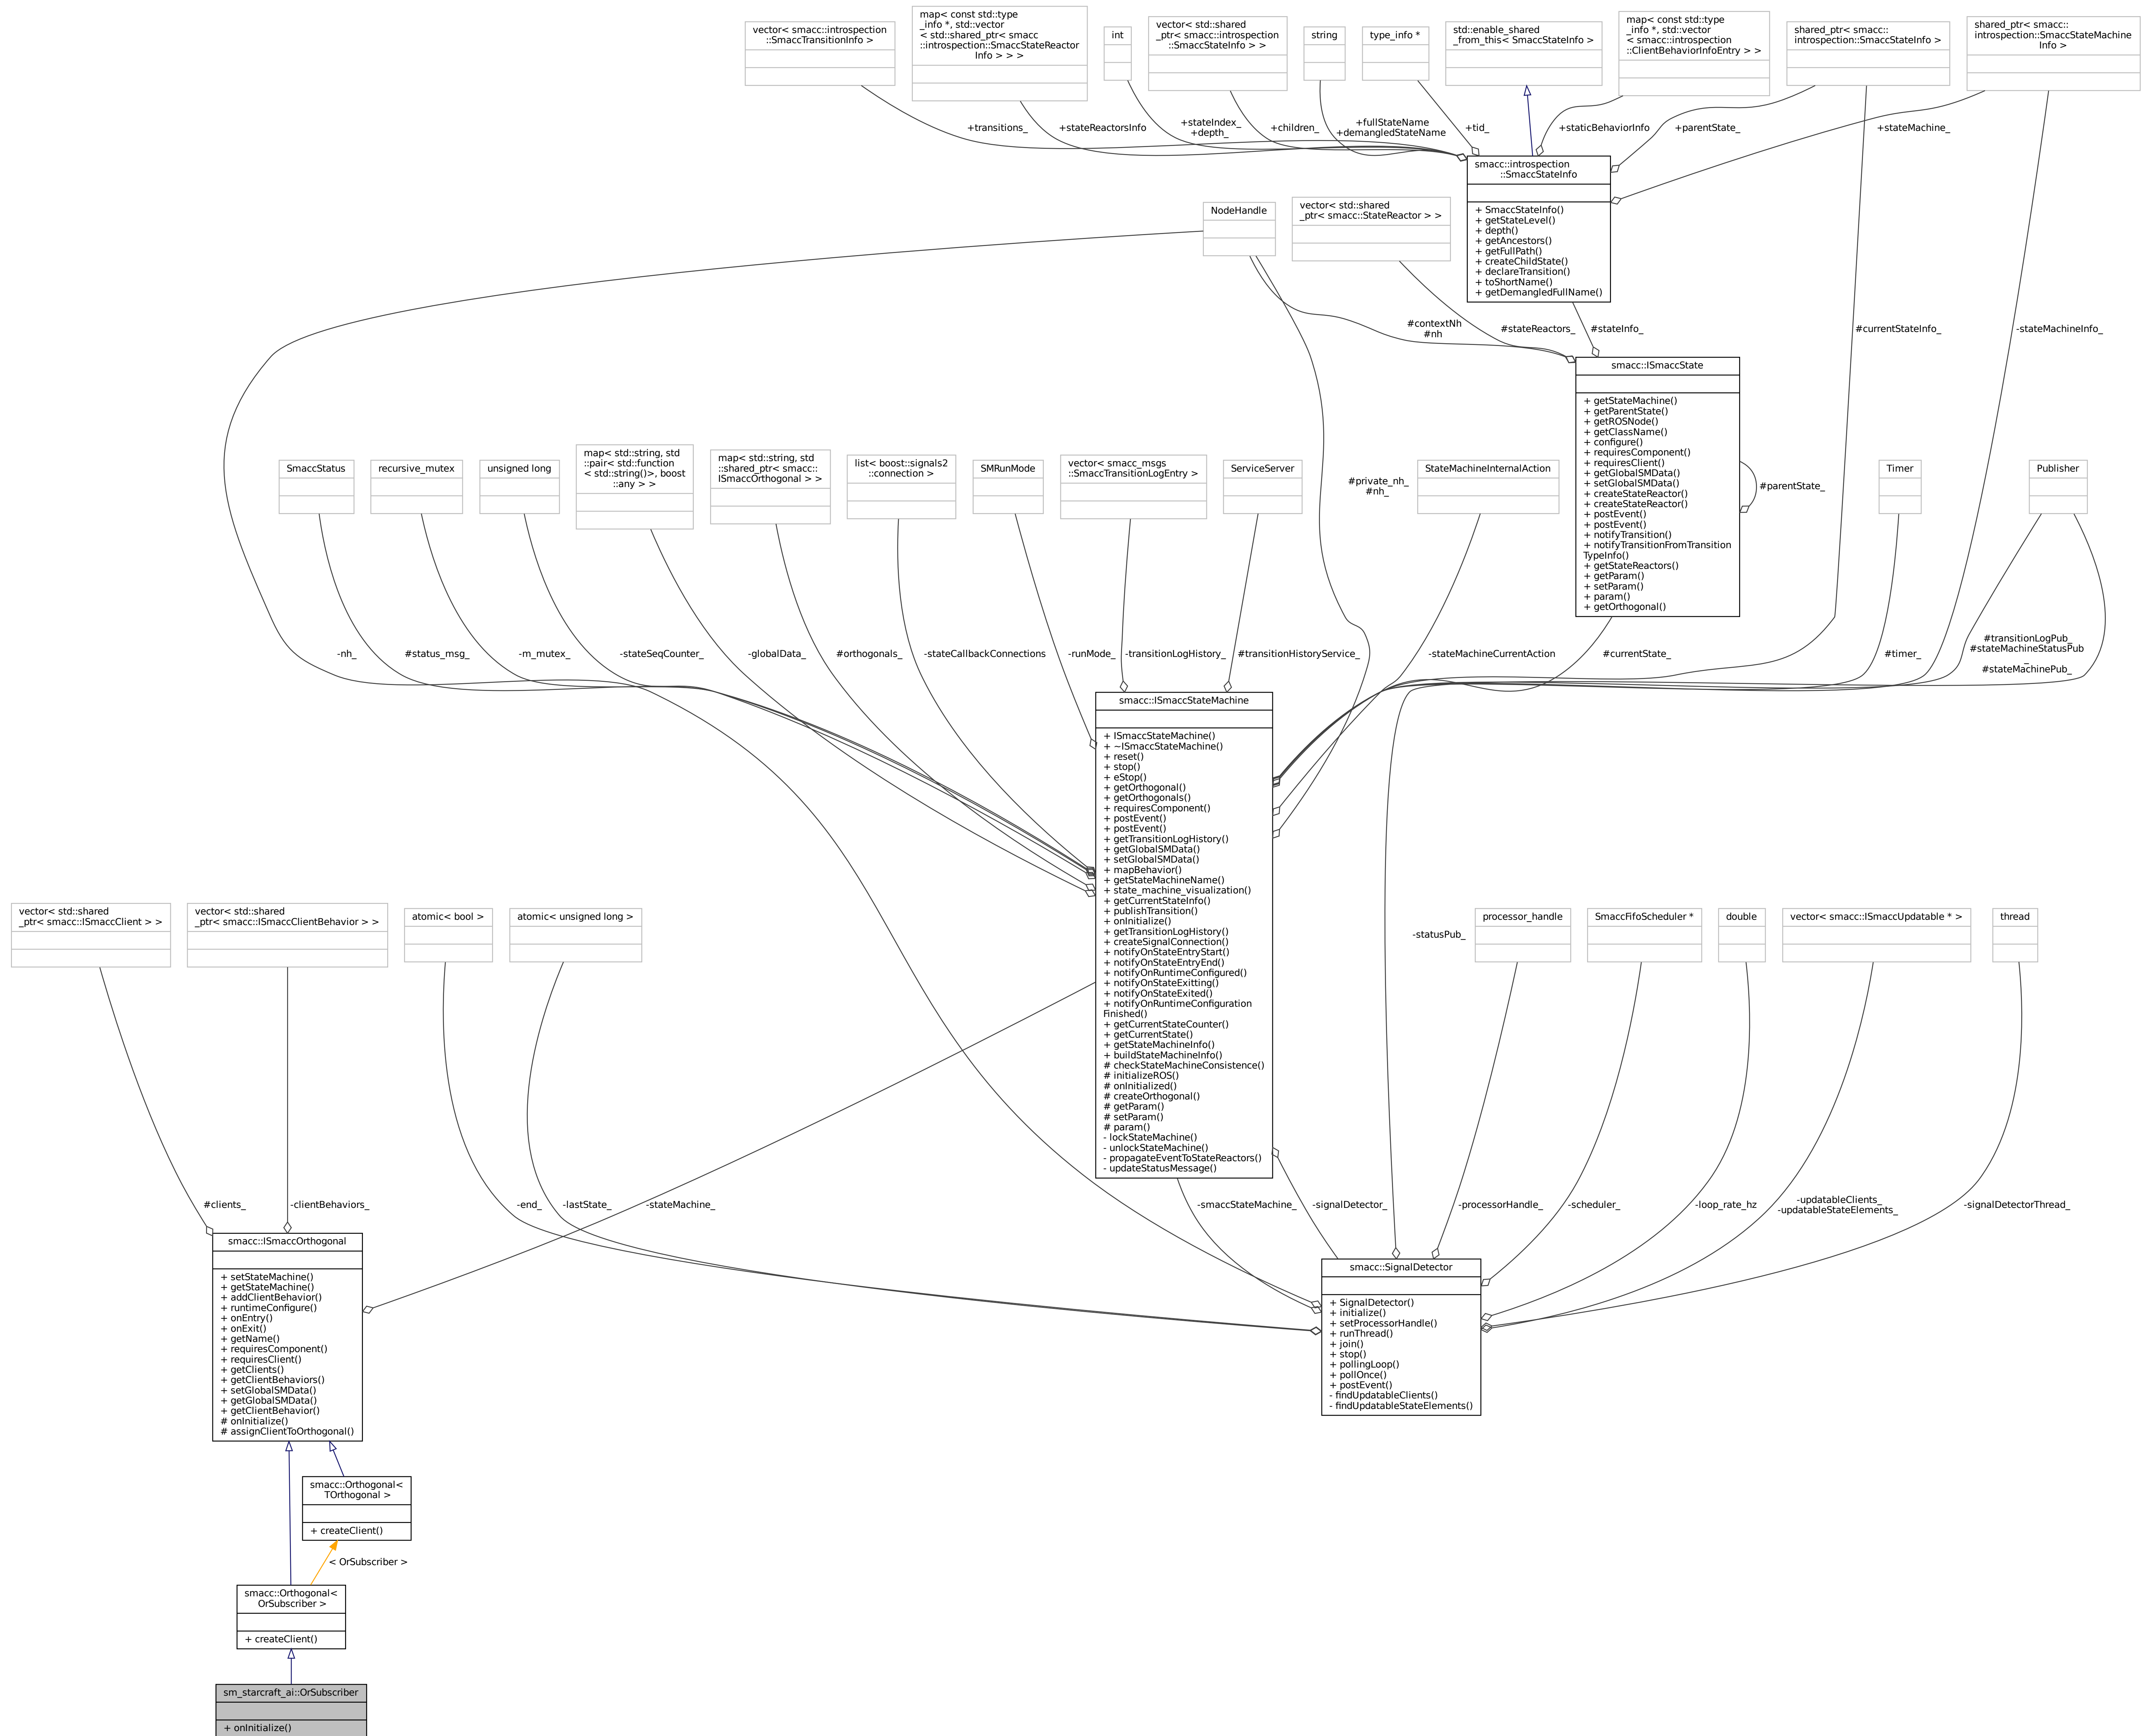 vector< smacc::introspection
::SmaccTransitionInfo >
map< const std::type
_info *, std::vector
< std::shared_ptr< smacc
::introspection::SmaccStateReactor
Info > > >
int
vector< std::shared
_ptr< smacc::introspection
::SmaccStateInfo > >
string
type_info *
std::enable_shared
_from_this< SmaccStateInfo >
map< const std::type
_info *, std::vector
< smacc::introspection
::ClientBehaviorInfoEntry > >
shared_ptr< smacc::
introspection::SmaccStateInfo >
shared_ptr< smacc::
introspection::SmaccStateMachine
Info >
+transitions_
+stateReactorsInfo
+stateIndex_
+depth_
+children_
+fullStateName
+demangledStateName
+tid_
+staticBehaviorInfo
+parentState_
+stateMachine_
smacc::introspection
::SmaccStateInfo
+ SmaccStateInfo()
+ getStateLevel()
+ depth()
+ getAncestors()
+ getFullPath()
+ createChildState()
+ declareTransition()
+ toShortName()
+ getDemangledFullName()
NodeHandle
vector< std::shared
_ptr< smacc::StateReactor > >
#contextNh
#nh
#stateReactors_
#stateInfo_
#currentStateInfo_
-stateMachineInfo_
smacc::ISmaccState
+ getStateMachine()
+ getParentState()
+ getROSNode()
+ getClassName()
+ configure()
+ requiresComponent()
+ requiresClient()
+ getGlobalSMData()
+ setGlobalSMData()
+ createStateReactor()
+ createStateReactor()
+ postEvent()
+ postEvent()
+ notifyTransition()
+ notifyTransitionFromTransition
TypeInfo()
+ getStateReactors()
+ getParam()
+ setParam()
+ param()
+ getOrthogonal()
#parentState_
SmaccStatus
recursive_mutex
unsigned long
map< std::string, std
::pair< std::function
< std::string()>, boost
::any > >
map< std::string, std
::shared_ptr< smacc::
ISmaccOrthogonal > >
list< boost::signals2
::connection >
SMRunMode
vector< smacc_msgs
::SmaccTransitionLogEntry >
ServiceServer
#private_nh_
#nh_
StateMachineInternalAction
Timer
Publisher
-nh_
#status_msg_
-m_mutex_
-stateSeqCounter_
-globalData_
#orthogonals_
-stateCallbackConnections
-runMode_
-transitionLogHistory_
#transitionHistoryService_
-stateMachineCurrentAction
#currentState_
#timer_
#transitionLogPub_
#stateMachineStatusPub
_
#stateMachinePub_
smacc::ISmaccStateMachine
+ ISmaccStateMachine()
+ ~ISmaccStateMachine()
+ reset()
+ stop()
+ eStop()
+ getOrthogonal()
+ getOrthogonals()
+ requiresComponent()
+ postEvent()
+ postEvent()
+ getTransitionLogHistory()
+ getGlobalSMData()
+ setGlobalSMData()
+ mapBehavior()
+ getStateMachineName()
+ state_machine_visualization()
+ getCurrentStateInfo()
+ publishTransition()
+ onInitialize()
+ getTransitionLogHistory()
+ createSignalConnection()
+ notifyOnStateEntryStart()
+ notifyOnStateEntryEnd()
+ notifyOnRuntimeConfigured()
+ notifyOnStateExitting()
+ notifyOnStateExited()
+ notifyOnRuntimeConfiguration
Finished()
+ getCurrentStateCounter()
+ getCurrentState()
+ getStateMachineInfo()
+ buildStateMachineInfo()
# checkStateMachineConsistence()
# initializeROS()
# onInitialized()
# createOrthogonal()
# getParam()
# setParam()
# param()
- lockStateMachine()
- unlockStateMachine()
- propagateEventToStateReactors()
- updateStatusMessage()
vector< std::shared
_ptr< smacc::ISmaccClient > >
vector< std::shared
_ptr< smacc::ISmaccClientBehavior > >
atomic< bool >
atomic< unsigned long >
-statusPub_
processor_handle
SmaccFifoScheduler *
double
vector< smacc::ISmaccUpdatable * >
thread
#clients_
-clientBehaviors_
-end_
-lastState_
-stateMachine_
-smaccStateMachine_
-signalDetector_
-processorHandle_
-scheduler_
-loop_rate_hz
-updatableClients_
-updatableStateElements_
-signalDetectorThread_
smacc::ISmaccOrthogonal
+ setStateMachine()
+ getStateMachine()
+ addClientBehavior()
+ runtimeConfigure()
+ onEntry()
+ onExit()
+ getName()
+ requiresComponent()
+ requiresClient()
+ getClients()
+ getClientBehaviors()
+ setGlobalSMData()
+ getGlobalSMData()
+ getClientBehavior()
# onInitialize()
# assignClientToOrthogonal()
smacc::SignalDetector
+ SignalDetector()
+ initialize()
+ setProcessorHandle()
+ runThread()
+ join()
+ stop()
+ pollingLoop()
+ pollOnce()
+ postEvent()
- findUpdatableClients()
- findUpdatableStateElements()
smacc::Orthogonal<
TOrthogonal >
+ createClient()
< OrSubscriber >
smacc::Orthogonal<
OrSubscriber >
+ createClient()
sm_starcraft_ai::OrSubscriber
+ onInitialize()